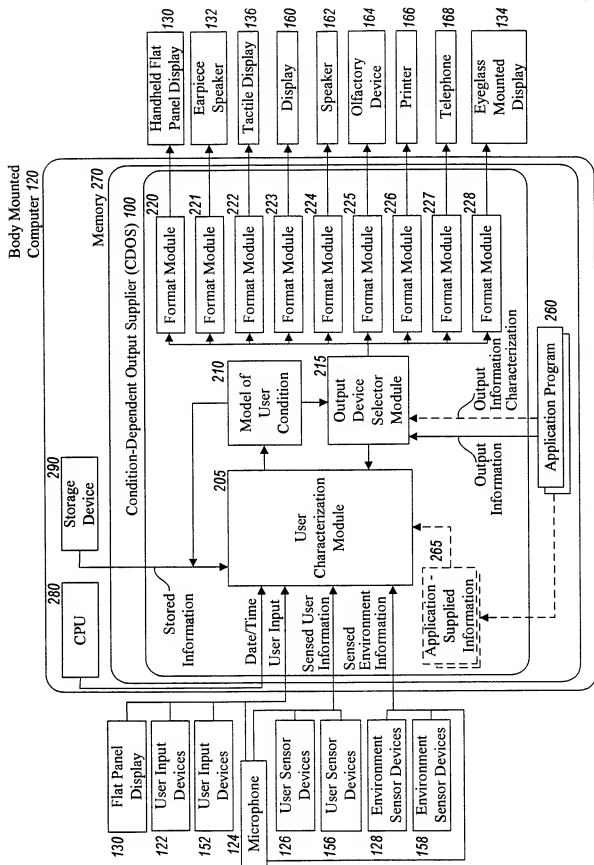 Body Mounted
Computer 120
Memory 270
Condition-Dependent Output Supplier (CDOS) 100
280
CPU
290
Storage
Device
Stored
Information
Date/Time
User Input
Sensed User
Information
Sensed
Environment
Information
130
Flat Panel
Display
122
User Input
Devices
152
User Input
Devices
124
Microphone
126
User Sensor
Devices
156
User Sensor
Devices
128
Environment
Sensor Devices
158
Environment
Sensor Devices
205
User
Characterization
Module
210
Model of
User
Condition
215
Output
Device
Selector
Module
265
Application -
Supplied
Information
Output
Information
Output
Information
Characterization
Application Program
260
220
Format Module
221
Format Module
222
Format Module
223
Format Module
224
Format Module
225
Format Module
226
Format Module
227
Format Module
228
Format Module
Handheld Flat
Panel Display
130
Earpiece
Speaker
132
Tactile Display
136
Display
160
Speaker
162
Olfactory
Device
164
Printer
166
Telephone
168
Eyeglass
Mounted
Display
134